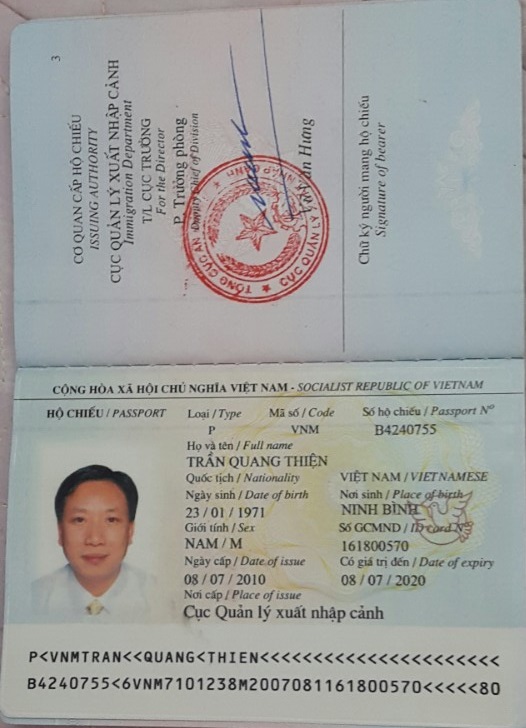 3
CƠ QUAN CẤP HỘ CHIẾU
ISSUING AUTHORITY
CỤC QUẢN LÝ XUẤT NHẬP CẢNH
Immigration Department
T/L CỤC TRƯỞNG
For the Director
P. Trưởng phòng
Deputy Chief of Division
Văn Hưng
TỔNG CỤC AN
CỤC QUẢN LÝ
NHẬP CẢNH
Chữ ký người mang hộ chiếu
Signature of bearer
CỘNG HÒA XÃ HỘI CHỦ NGHĨA VIỆT NAM - SOCIALIST REPUBLIC OF VIETNAM
HỘ CHIẾU / PASSPORT Loại / Type Mã số / Code Số hộ chiếu / Passport Nº
P VNM B4240755
Họ và tên / Full name
TRẦN QUANG THIỆN
Quốc tịch / Nationality VIỆT NAM / VIETNAMESE
Ngày sinh / Date of birth Nơi sinh / Place of birth
23 / 01 / 1971 NINH BÌNH
Giới tính / Sex Số GCMND / ID card Nº
NAM / M 161800570
Ngày cấp / Date of issue Có giá trị đến / Date of expiry
08 / 07 / 2010 08 / 07 / 2020
Nơi cấp / Place of issue
Cục Quản lý xuất nhập cảnh
P<VNMTRAN<<QUANG<THIEN<<<<<<<<<<<<<<<<<<<<<<
B4240755<6VNM7101238M2007081161800570<<<<<80